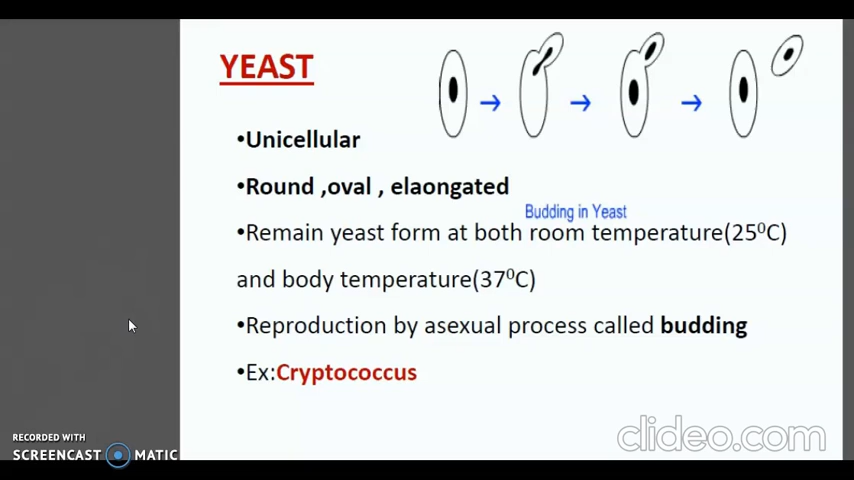 YEAST
•Unicellular
•Round ,oval , elaongated
Budding in Yeast
•Remain yeast form at both room temperature(25⁰C)
and body temperature(37⁰C)
•Reproduction by asexual process called budding
•Ex:Cryptococcus
RECORDED WITH
SCREENCAST MATIC
clideo.com